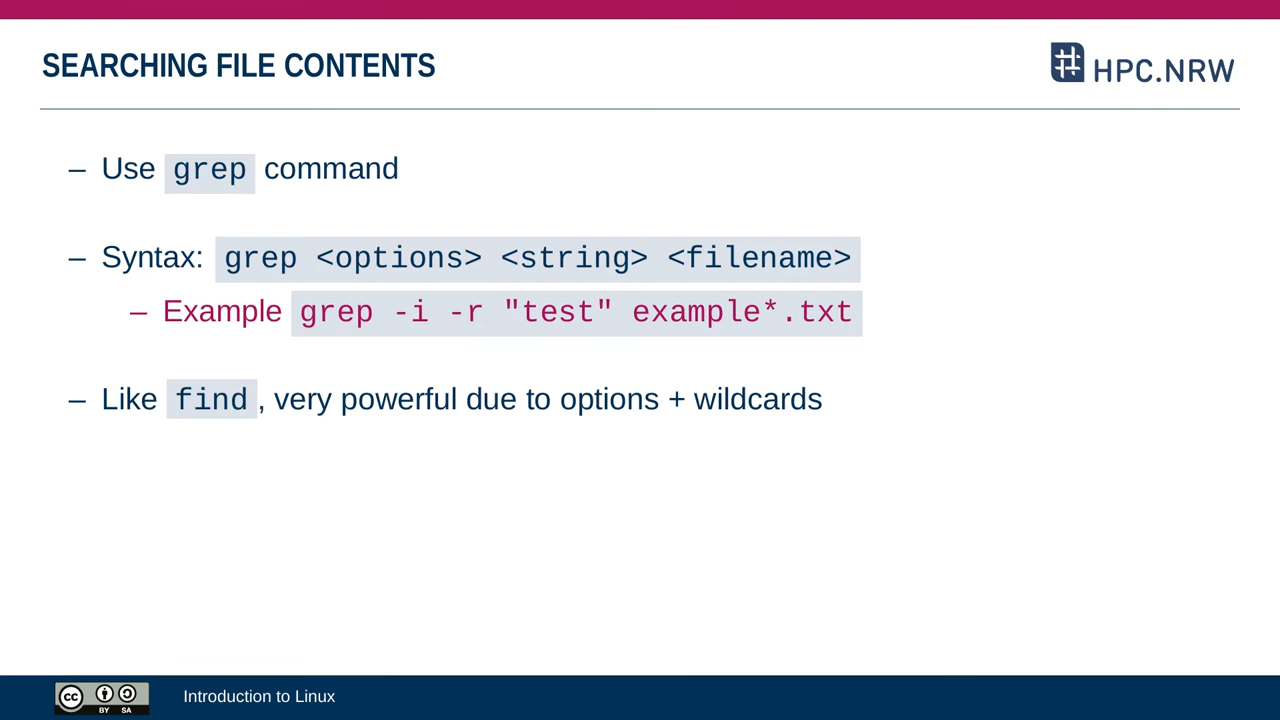 SEARCHING FILE CONTENTS
HPC.NRW
– Use grep command
– Syntax: grep <options> <string> <filename>
– Example grep -i -r "test" example*.txt
– Like find, very powerful due to options + wildcards
cc BY SA
Introduction to Linux